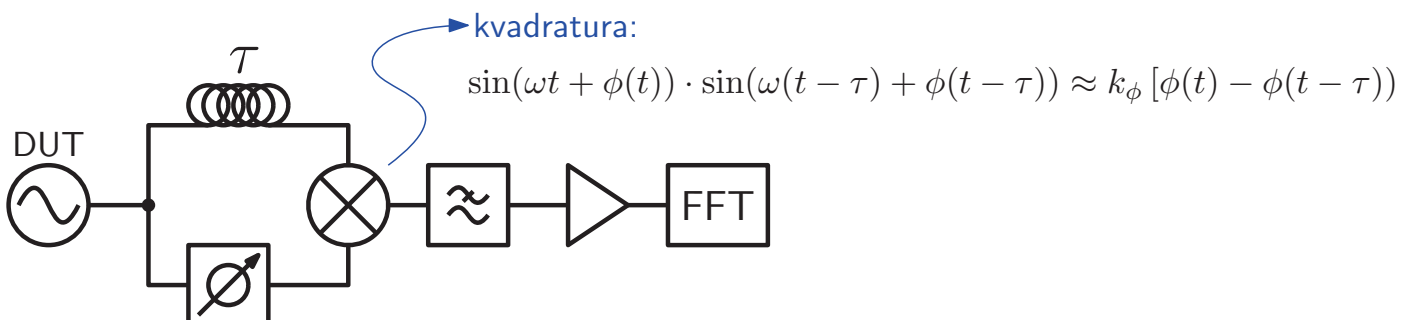 kvadratura:
τ
sin(ωt + φ(t)) · sin(ω(t − τ) + φ(t − τ)) ≈ k_φ [φ(t) − φ(t − τ))
DUT
FFT